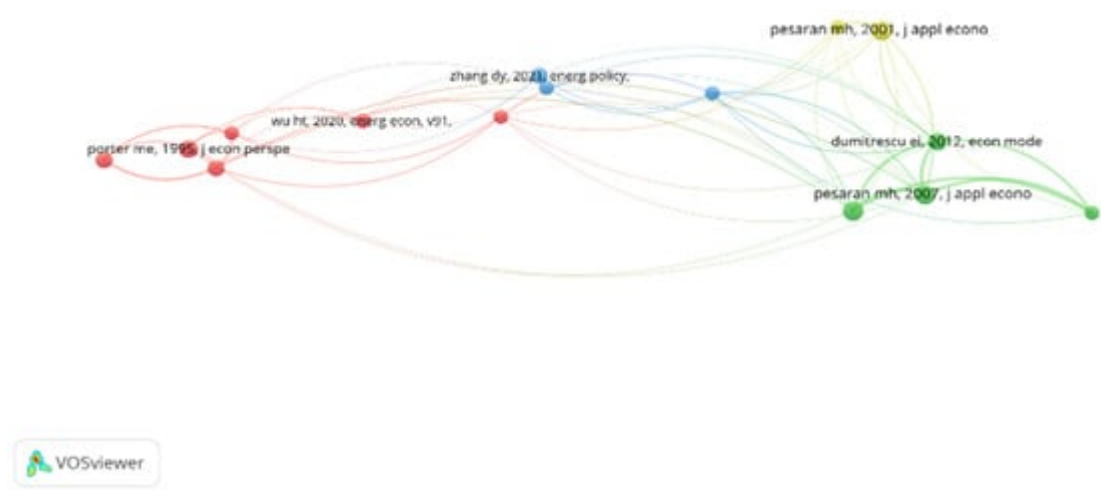 pesaran mh, 2001, j appl econo
zhang dy, 2021, energ policy,
wu ht, 2020, energ econ, v91,
porter me, 1995, j econ perspe
dumitrescu ei, 2012, econ mode
pesaran mh, 2007, j appl econo
VOSviewer